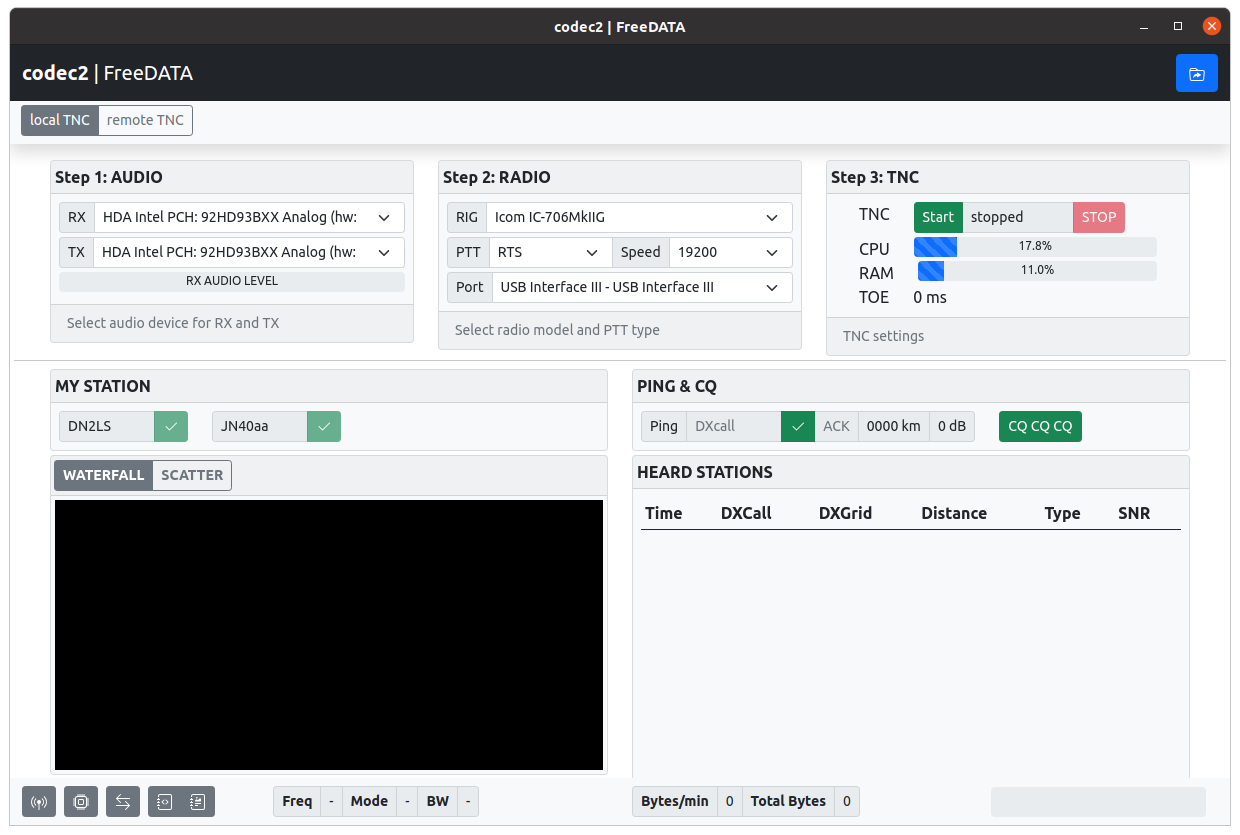 codec2 | FreeDATA
codec2 | FreeDATA
local TNC remote TNC
Step 1: AUDIO
RX HDA Intel PCH: 92HD93BXX Analog (hw:
TX HDA Intel PCH: 92HD93BXX Analog (hw:
RX AUDIO LEVEL
Select audio device for RX and TX
Step 2: RADIO
RIG Icom IC-706MkIIG
PTT RTS Speed 19200
Port USB Interface III - USB Interface III
Select radio model and PTT type
Step 3: TNC
TNC Start stopped STOP
CPU 17.8%
RAM 11.0%
TOE 0 ms
TNC settings
MY STATION
DN2LS JN40aa
PING & CQ
Ping DXcall ACK 0000 km 0 dB CQ CQ CQ
WATERFALL SCATTER
HEARD STATIONS
Time DXCall DXGrid Distance Type SNR
Freq - Mode - BW -
Bytes/min 0 Total Bytes 0